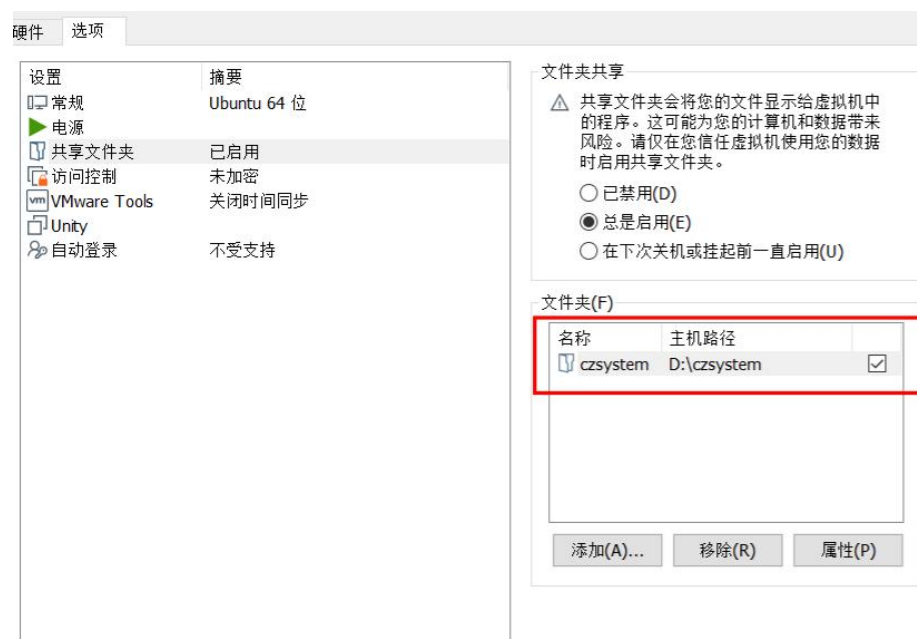 硬件 选项
设置 摘要
常规 Ubuntu 64 位
电源
共享文件夹 已启用
访问控制 未加密
vm VMware Tools 关闭时间同步
Unity
自动登录 不受支持
文件夹共享
共享文件夹会将您的文件显示给虚拟机中
的程序。这可能为您的计算机和数据带来
风险。请仅在您信任虚拟机使用您的数据
时启用共享文件夹。
已禁用(D)
总是启用(E)
在下次关机或挂起前一直启用(U)
文件夹(F)
名称 主机路径
czsystem D:\czsystem
添加(A)... 移除(R) 属性(P)